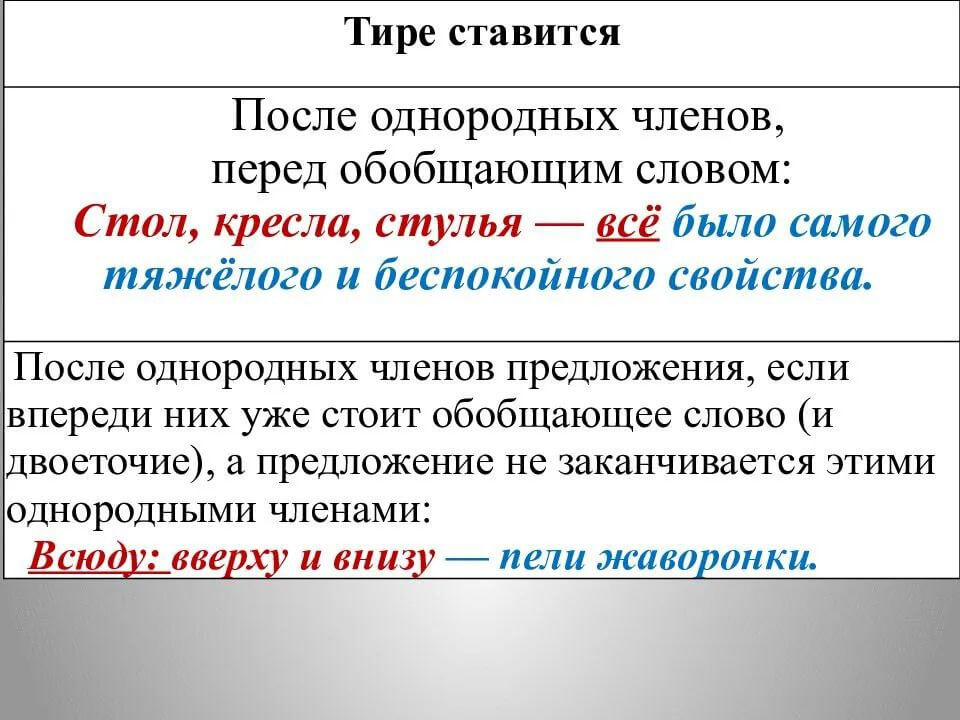 Тире ставится
После однородных членов,
перед обобщающим словом:
Стол, кресла, стулья — всё было самого
тяжёлого и беспокойного свойства.
После однородных членов предложения, если
впереди них уже стоит обобщающее слово (и
двоеточие), а предложение не заканчивается этими
однородными членами:
Всюду: вверху и внизу — пели жаворонки.